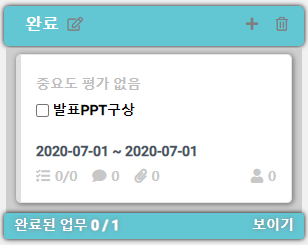 완료
중요도 평가 없음
발표PPT구상
2020-07-01 ~ 2020-07-01
0/0 0 0 0
완료된 업무 0 / 1 보이기